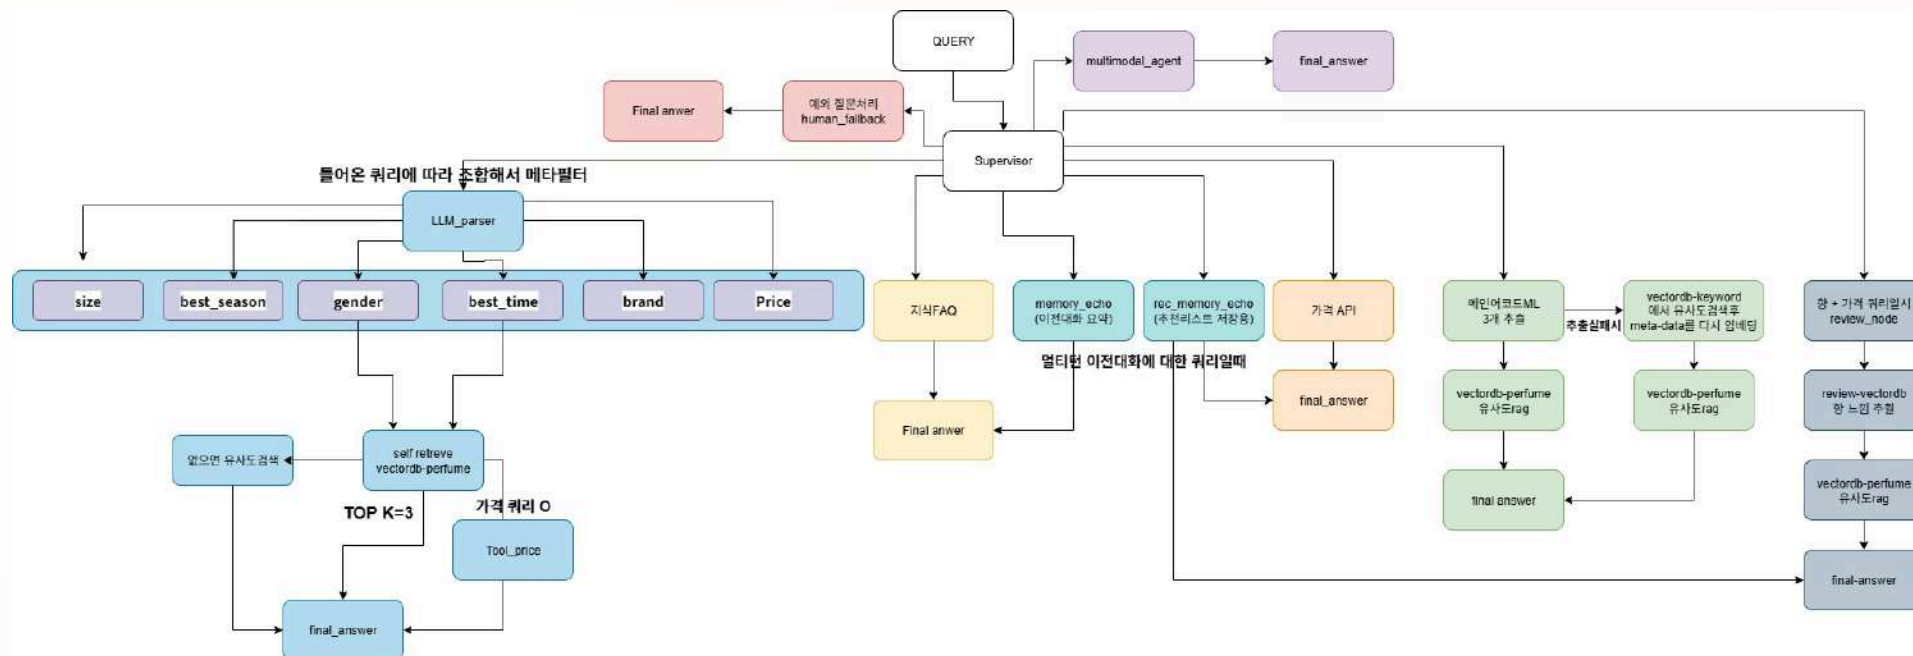 QUERY
multimodal_agent
final_answer
Final anwer
예외 질문처리
human_fallback
Supervisor
들어온 쿼리에 따라 조합해서 메타필터
LLM_parser
size
best_season
gender
best_time
brand
Price
지식FAQ
memory_echo
(이전대화 요약)
rec_memory_echo
(추천리스트 저장용)
가격 API
메인어코드ML
3개 추출
추출실패시
vectordb-keyword
에서 유사도검색후
meta-data를 다시 임베딩
향 + 가격 쿼리일시
review_node
멀티턴 이전대화에 대한 쿼리일때
Final anwer
final_answer
vectordb-perfume
유사도rag
vectordb-perfume
유사도rag
review-vectordb
향 느낌 추출
없으면 유사도검색
self retreve
vectordb-perfume
TOP K=3
가격 쿼리 O
Tool_price
final answer
vectordb-perfume
유사도rag
final-answer
final_answer